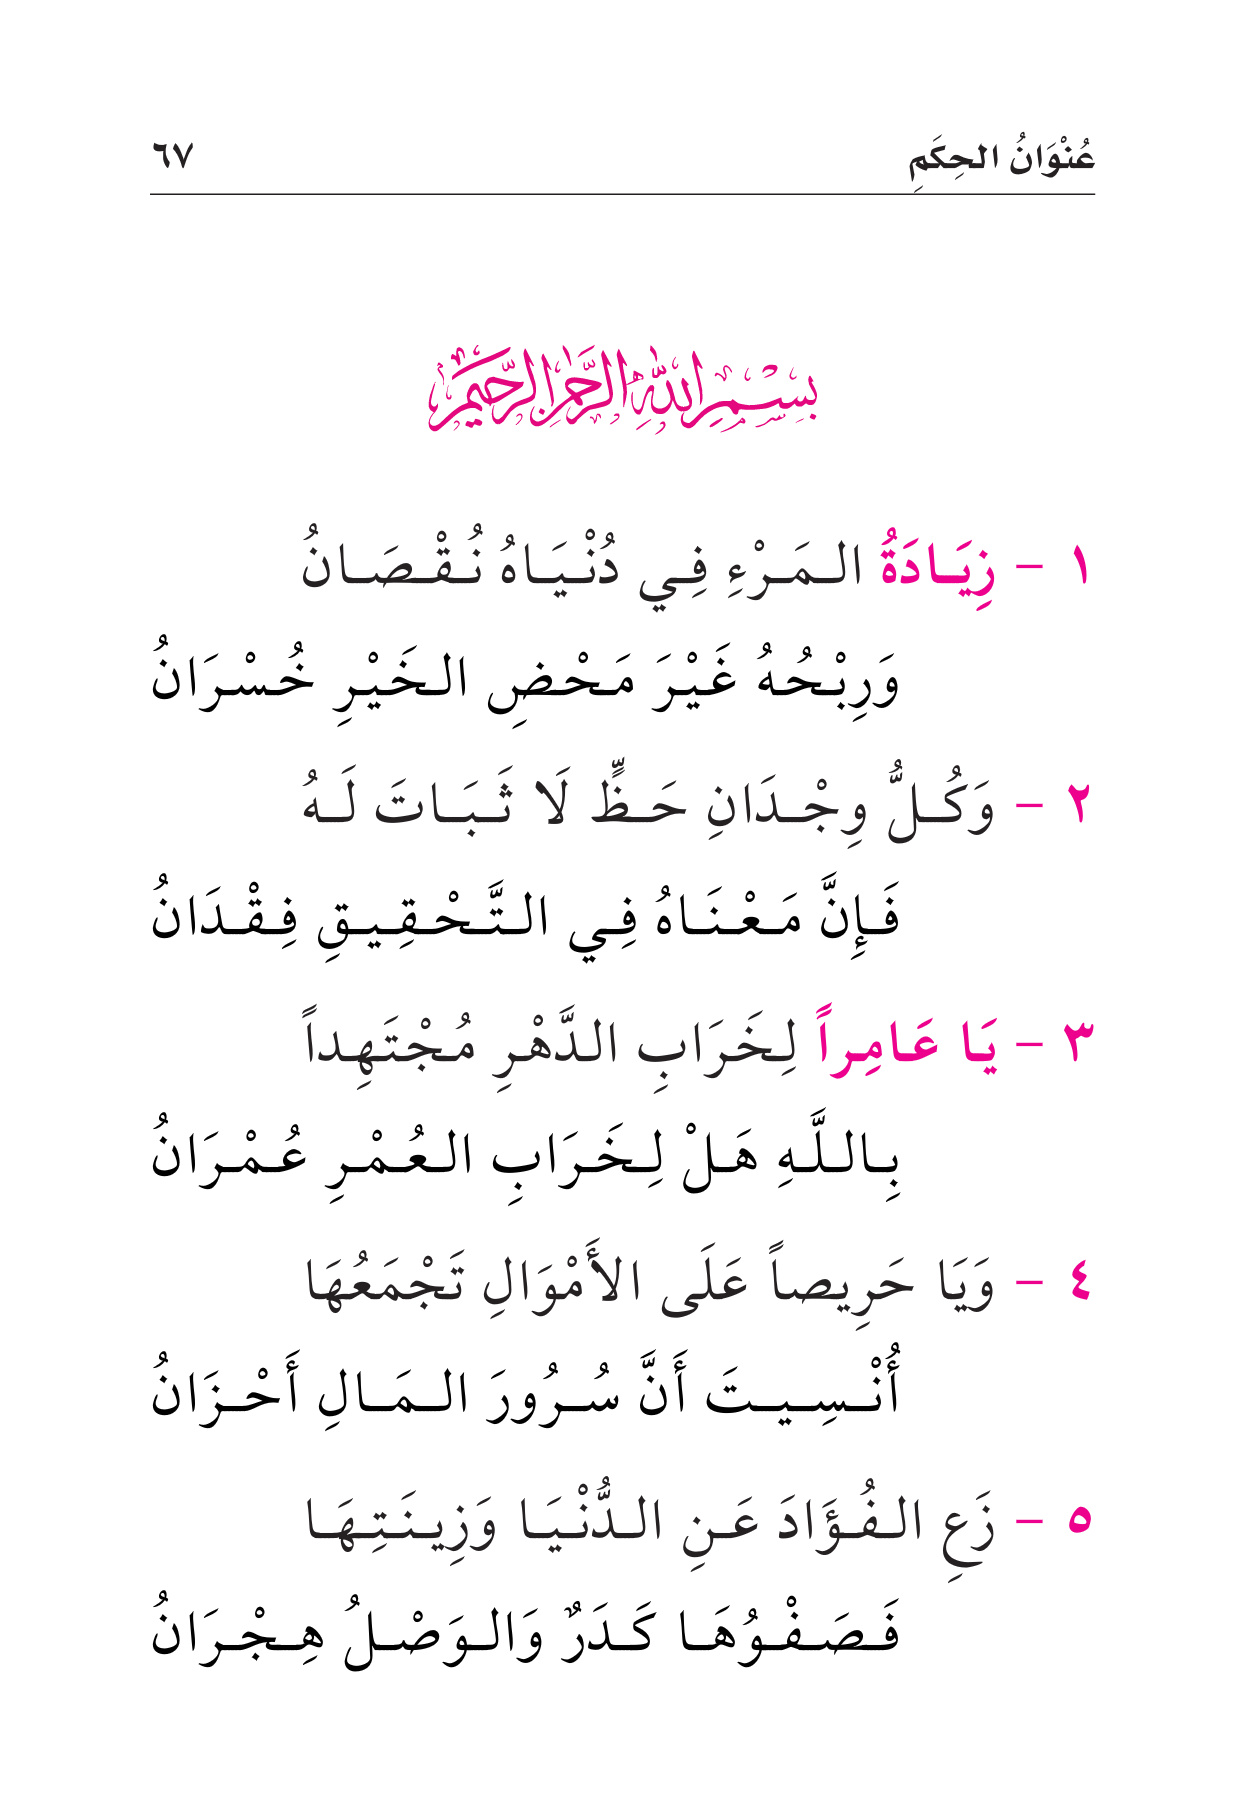 عُنْوَانُ الحِكَمِ ٦٧
بِسْمِ اللَّهِ الرَّحْمَٰنِ الرَّحِيمِ
١ - زِيَادَةُ المَرْءِ فِي دُنْيَاهُ نُقْصَانُ
وَرِبْحُهُ غَيْرَ مَحْضِ الخَيْرِ خُسْرَانُ
٢ - وَكُلُّ وِجْدَانِ حَظٍّ لَا ثَبَاتَ لَهُ
فَإِنَّ مَعْنَاهُ فِي التَّحْقِيقِ فِقْدَانُ
٣ - يَا عَامِراً لِخَرَابِ الدَّهْرِ مُجْتَهِداً
بِاللَّهِ هَلْ لِخَرَابِ العُمْرِ عُمْرَانُ
٤ - وَيَا حَرِيصاً عَلَى الأَمْوَالِ تَجْمَعُهَا
أُنْسِيتَ أَنَّ سُرُورَ المَالِ أَحْزَانُ
٥ - زَعِ الفُؤَادَ عَنِ الدُّنْيَا وَزِينَتِهَا
فَصَفْوُهَا كَدَرٌ وَالوَصْلُ هِجْرَانُ